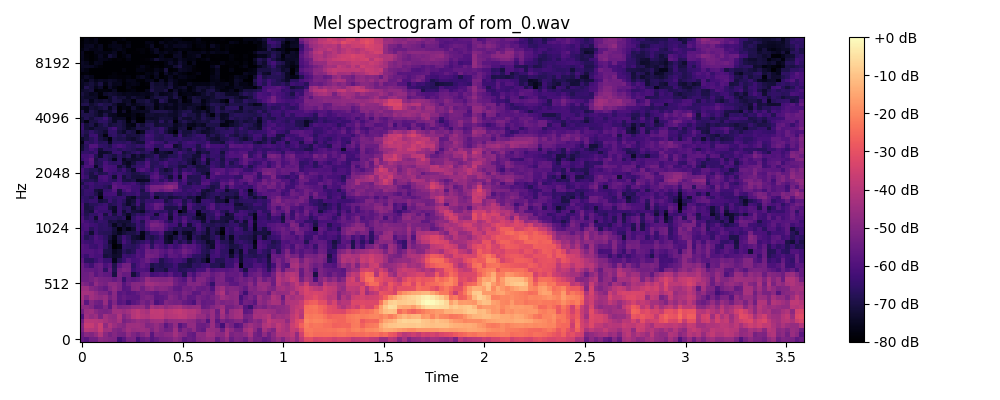 Mel spectrogram of rom_0.wav
8192
4096
2048
1024
512
0
Hz
0 0.5 1 1.5 2 2.5 3 3.5
Time
+0 dB
-10 dB
-20 dB
-30 dB
-40 dB
-50 dB
-60 dB
-70 dB
-80 dB